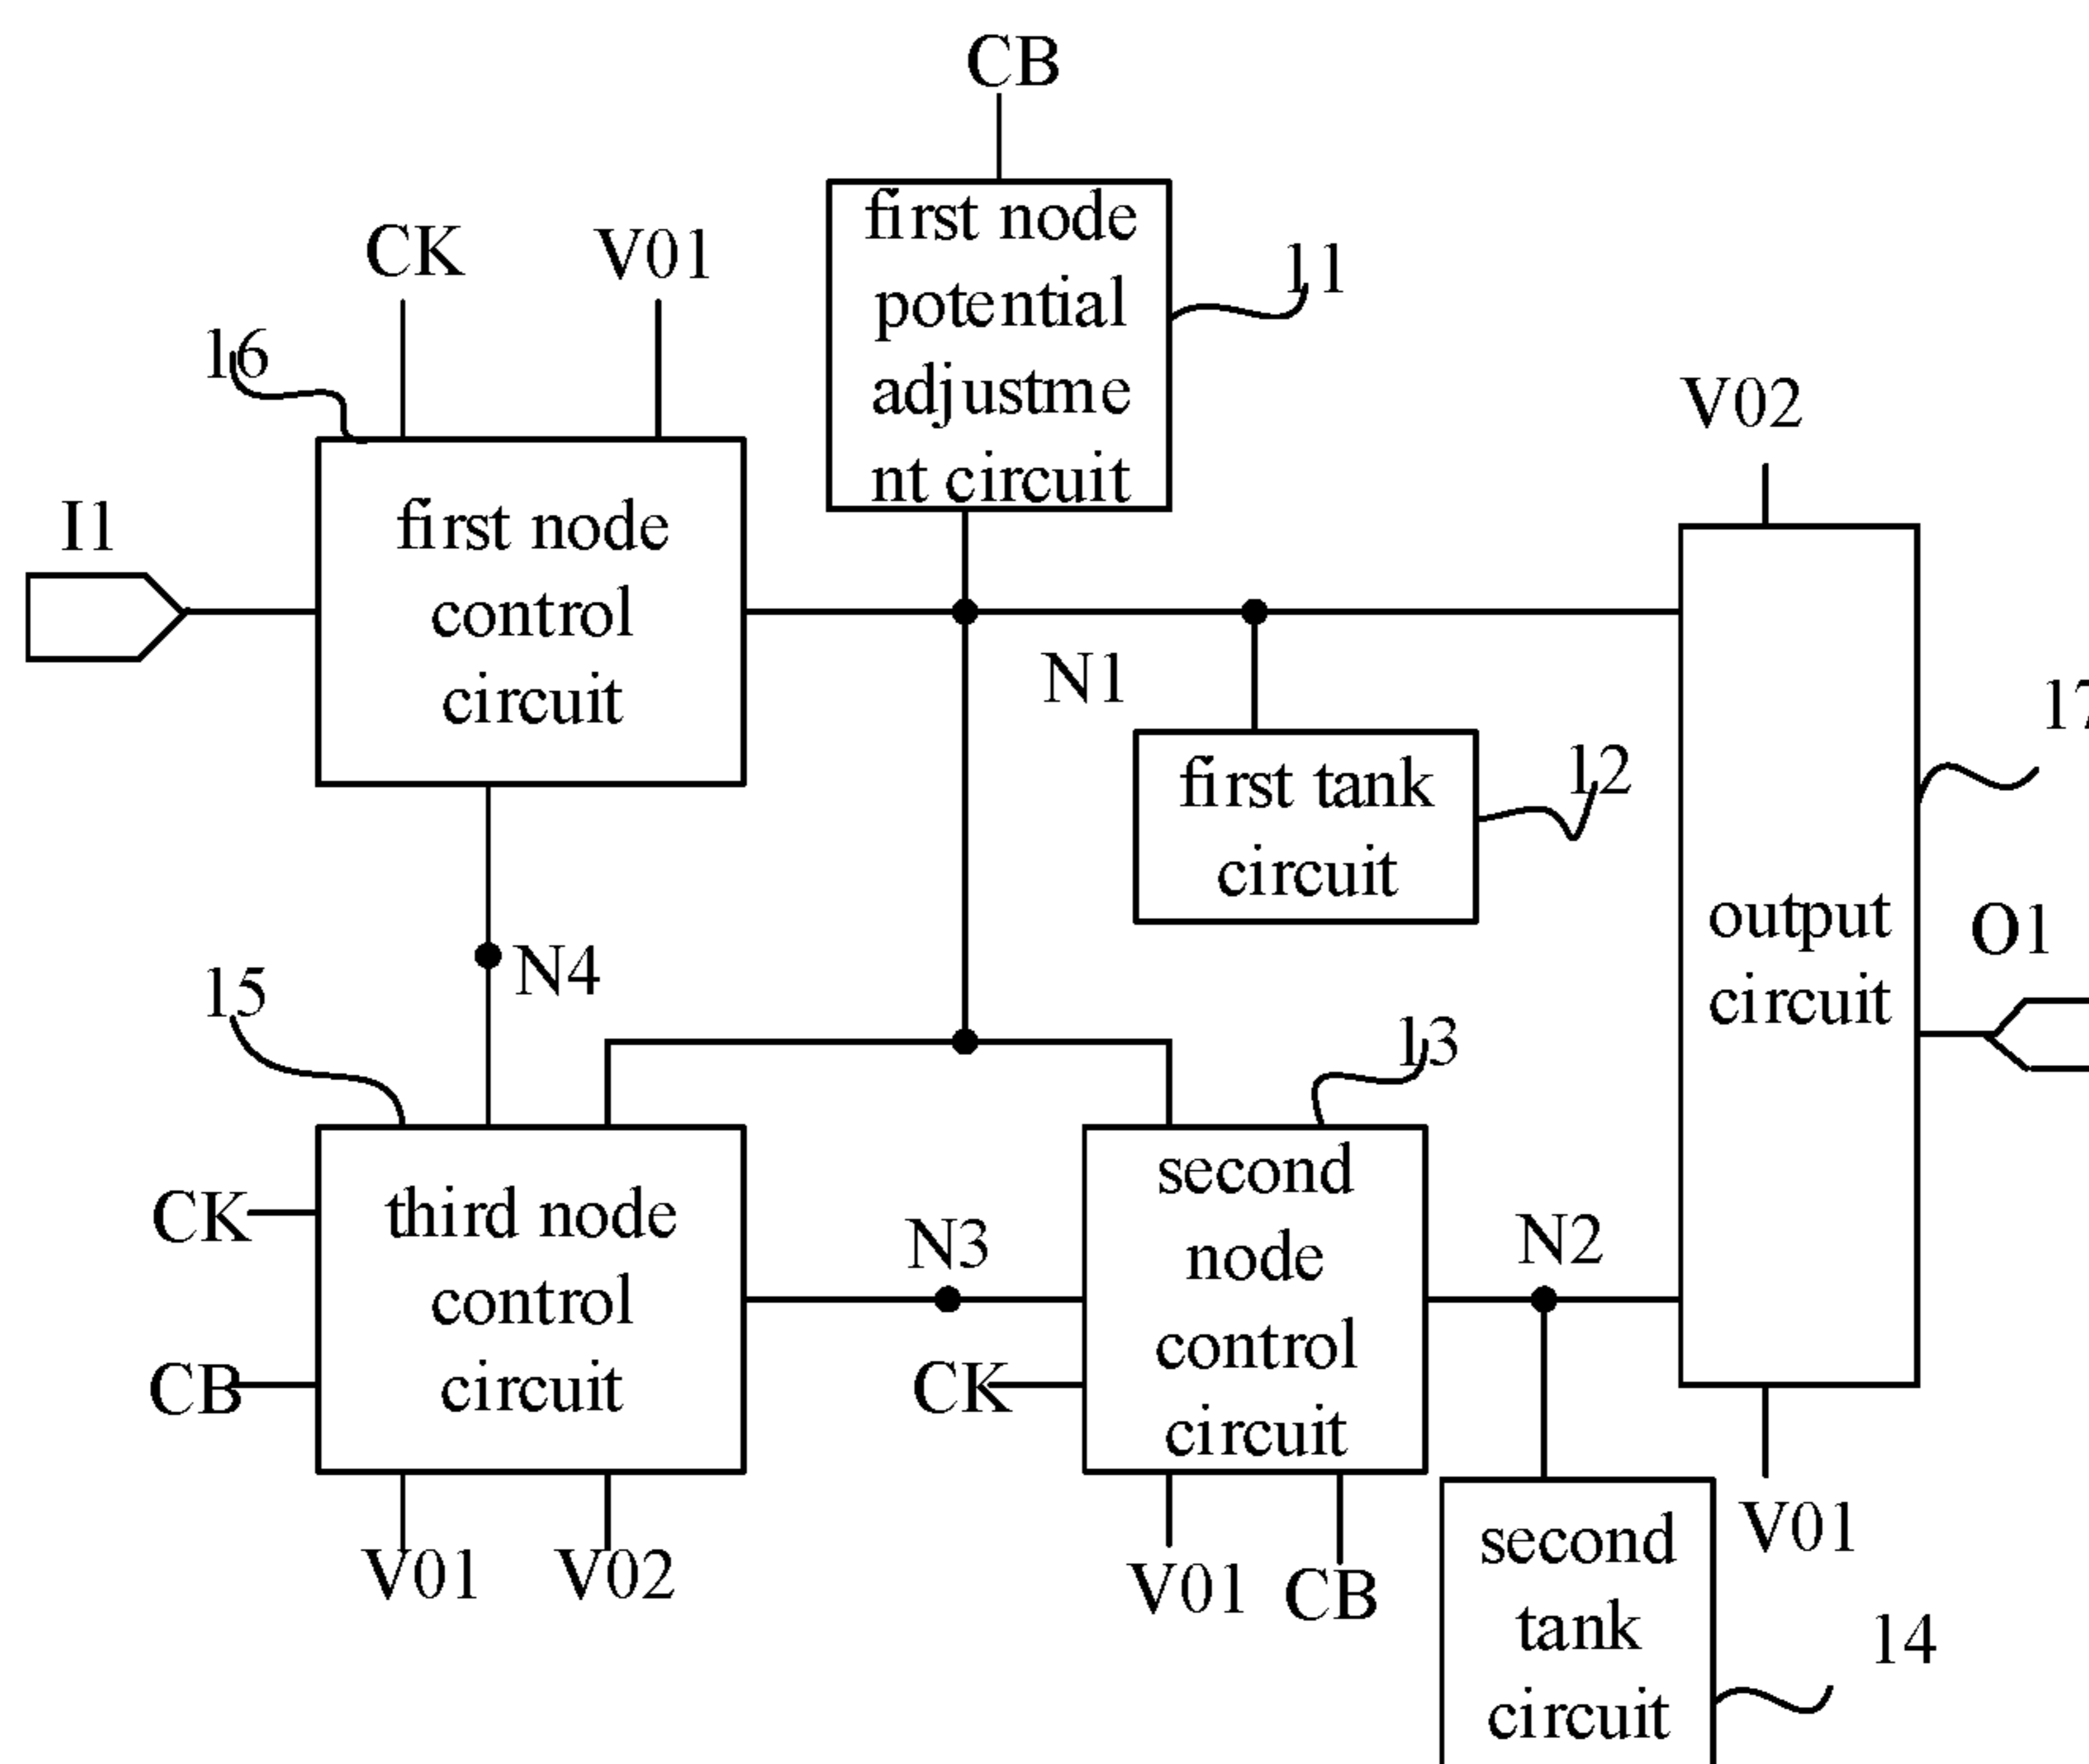 CB
first node
potential
adjustme
nt circuit
11
CK
V01
16
V02
I1
first node
control
circuit
N1
17
first tank
circuit
12
output
circuit
O1
N4
15
13
third node
control
circuit
CK
CB
V01
V02
N3
second
node
control
circuit
CK
N2
V01
CB
V01
second
tank
circuit
14